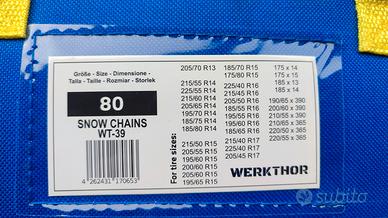 Größe - Size - Dimensione -
Talla - Taille - Rozmiar - Storlek
80
SNOW CHAINS
WT-39
4 262431 170653
For tire sizes:
205/70 R13
215/55 R14
225/55 R14
205/60 R14
195/65 R14
185/70 R14
175/75 R14
185/80 R14
215/50 R15
205/55 R15
195/60 R15
205/60 R15
195/65 R15
185/70 R15
175/80 R15
225/40 R16
215/45 R16
205/50 R16
195/55 R16
200/60 R16
185/65 R16
215/40 R17
225/40 R17
205/45 R17
175 x 14
175 x 15
185 x 13
185 x 14
190/65 x 390
200/60 x 390
210/55 x 390
210/65 x 365
220/50 x 365
220/55 x 365
WERKTHOR
subito